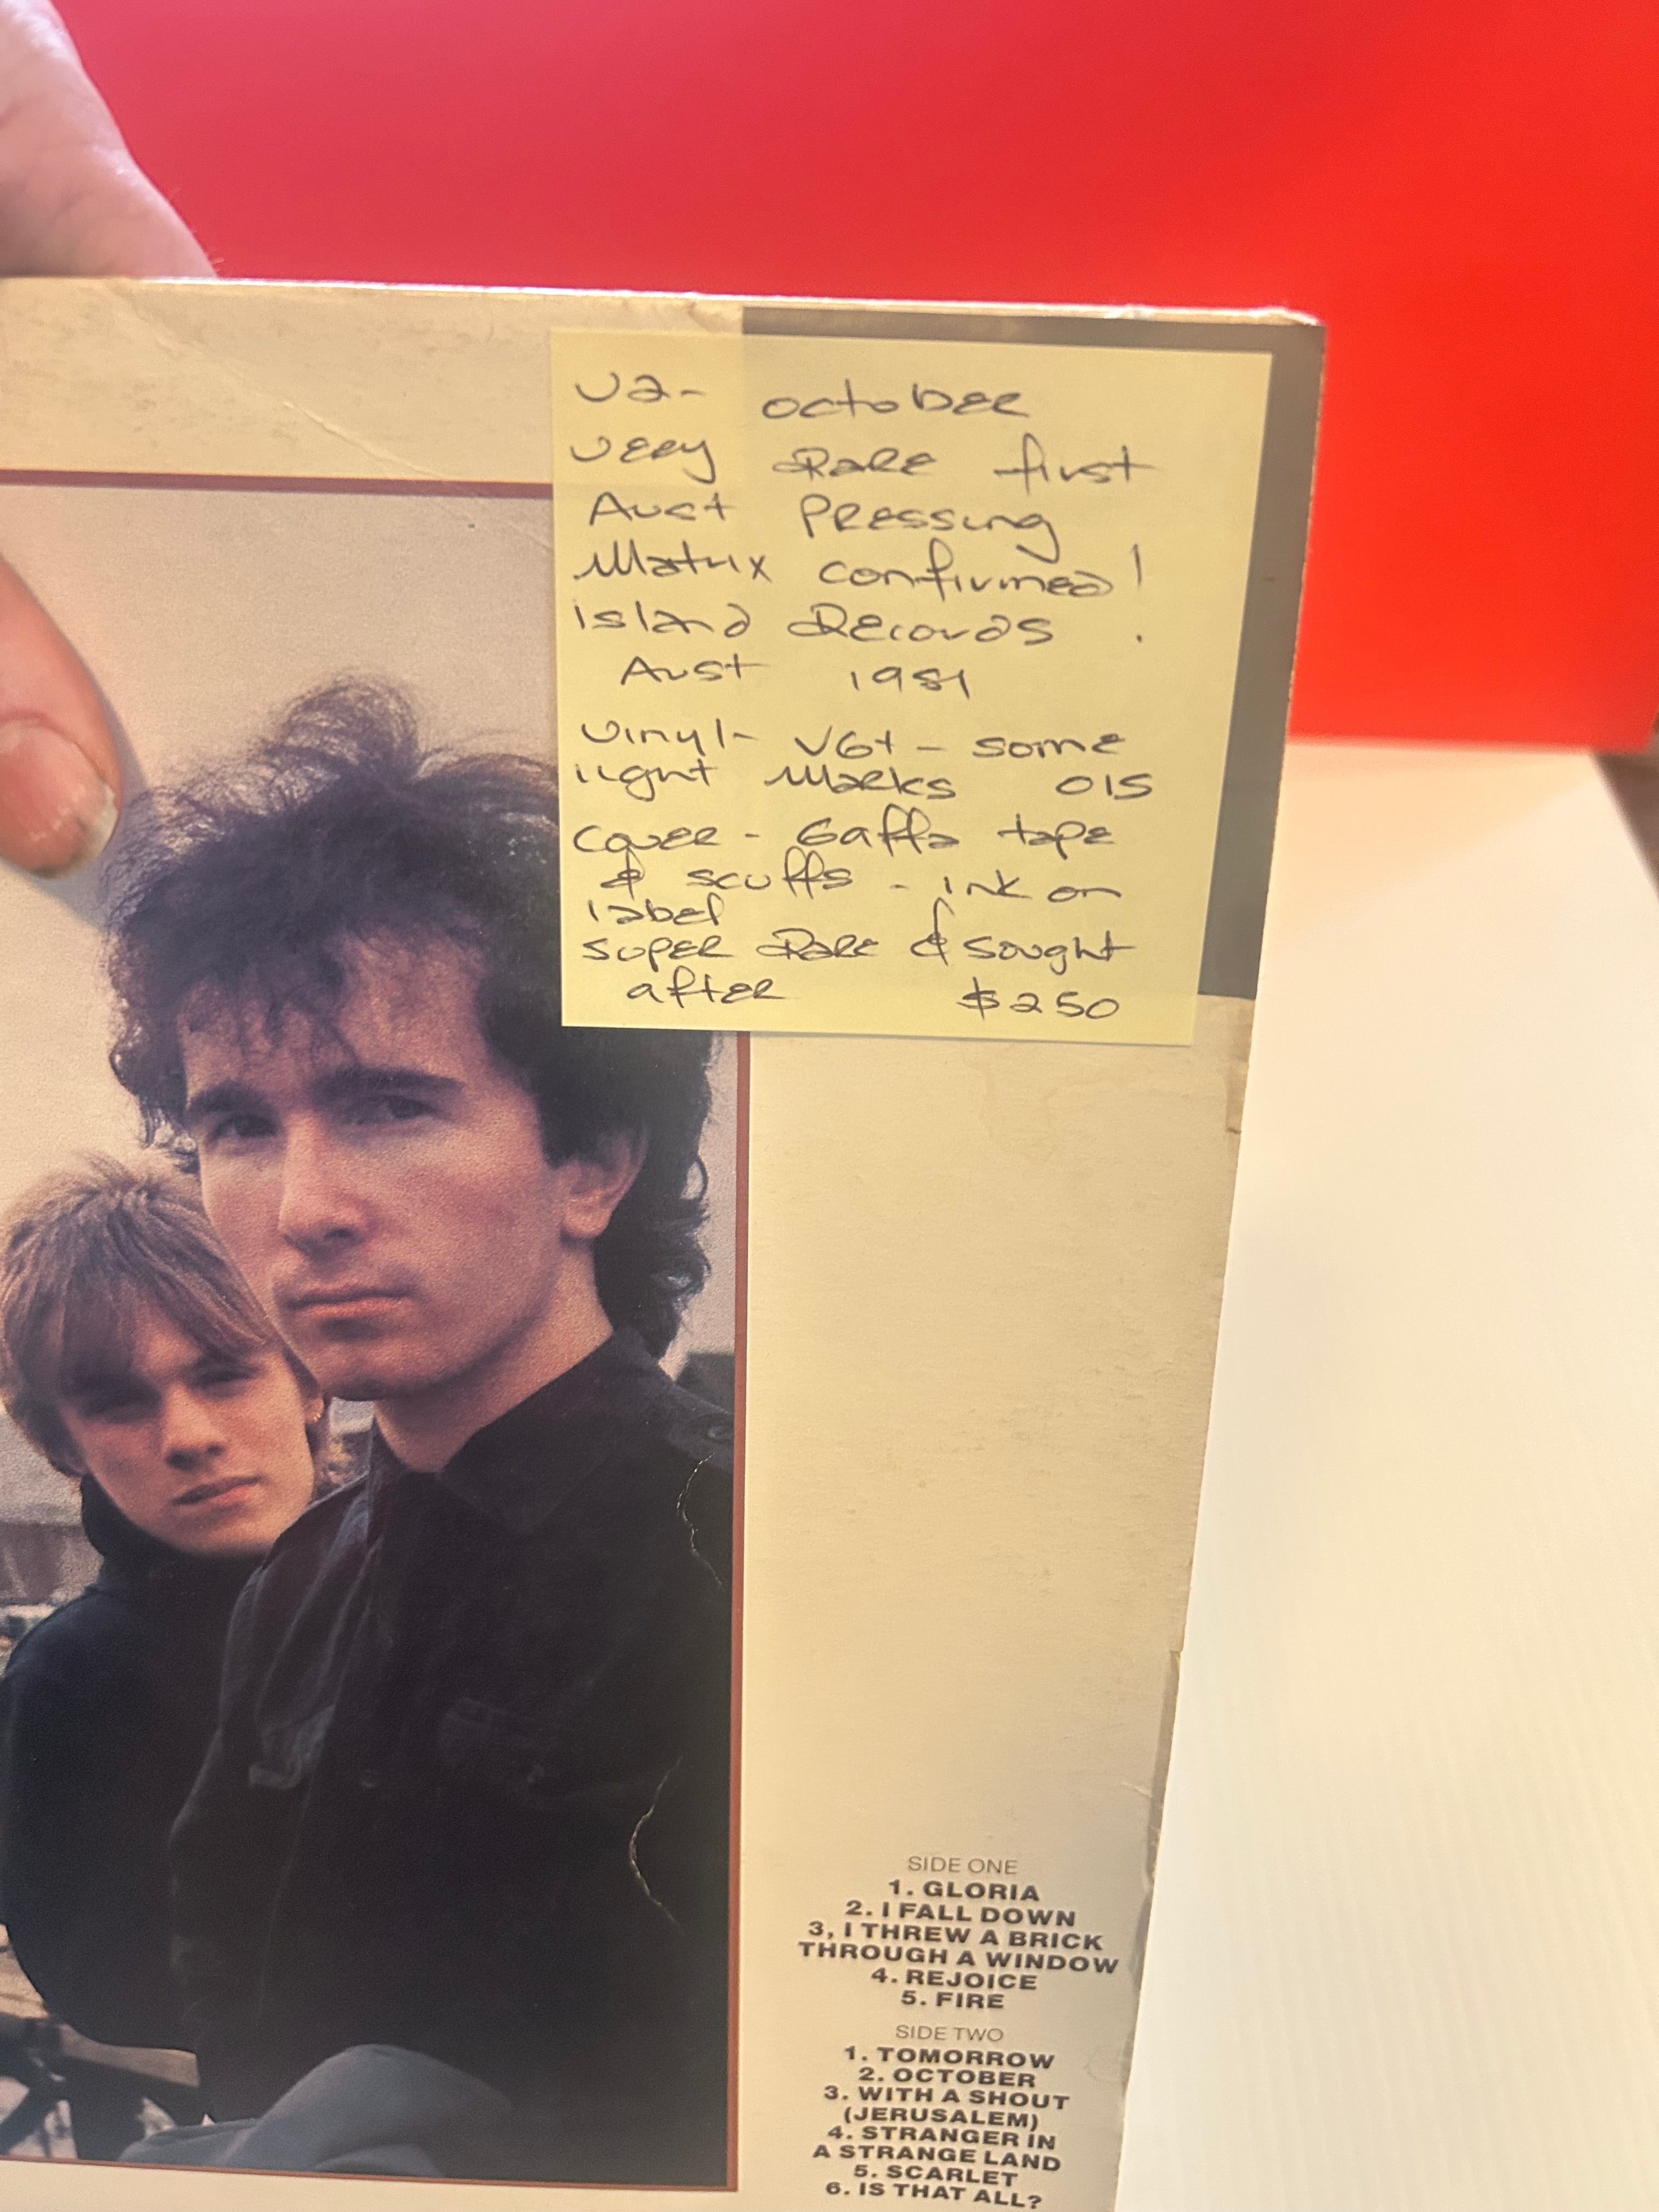 U2- October
Very Rare first
Aust Pressing
Matrix confirmed!
Island Records .
Aust 1981
Vinyl- VG+ - some
light Marks OIS
Cover - Gaffa tape
& scuffs - ink on
label
super Rare & sought
after $250
SIDE ONE
1. GLORIA
2. I FALL DOWN
3, I THREW A BRICK
THROUGH A WINDOW
4. REJOICE
5. FIRE
SIDE TWO
1. TOMORROW
2. OCTOBER
3. WITH A SHOUT
(JERUSALEM)
4. STRANGER IN
A STRANGE LAND
5. SCARLET
6. IS THAT ALL?